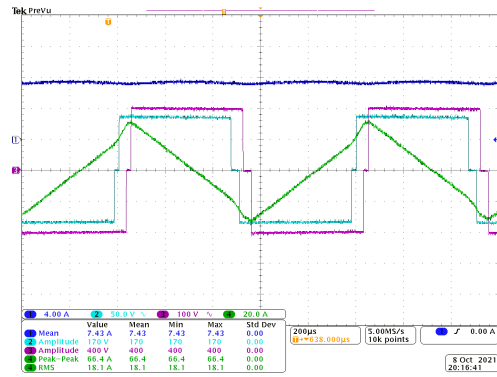 Tek PreVu
T
1
3
1 4.00 A 2 50.0 V 3 100 V 4 20.0 A
Value Mean Min Max Std Dev
1 Mean 7.43 A 7.43 7.43 7.43 0.00
2 Amplitude 170 V 170 170 170 0.00
3 Amplitude 400 V 400 400 400 0.00
4 Peak-Peak 66.4 A 66.4 66.4 66.4 0.00
4 RMS 18.1 A 18.1 18.1 18.1 0.00
200µs
638.000µs
5.00MS/s
10k points
1 0.00 A
8 Oct 2021
20:16:41